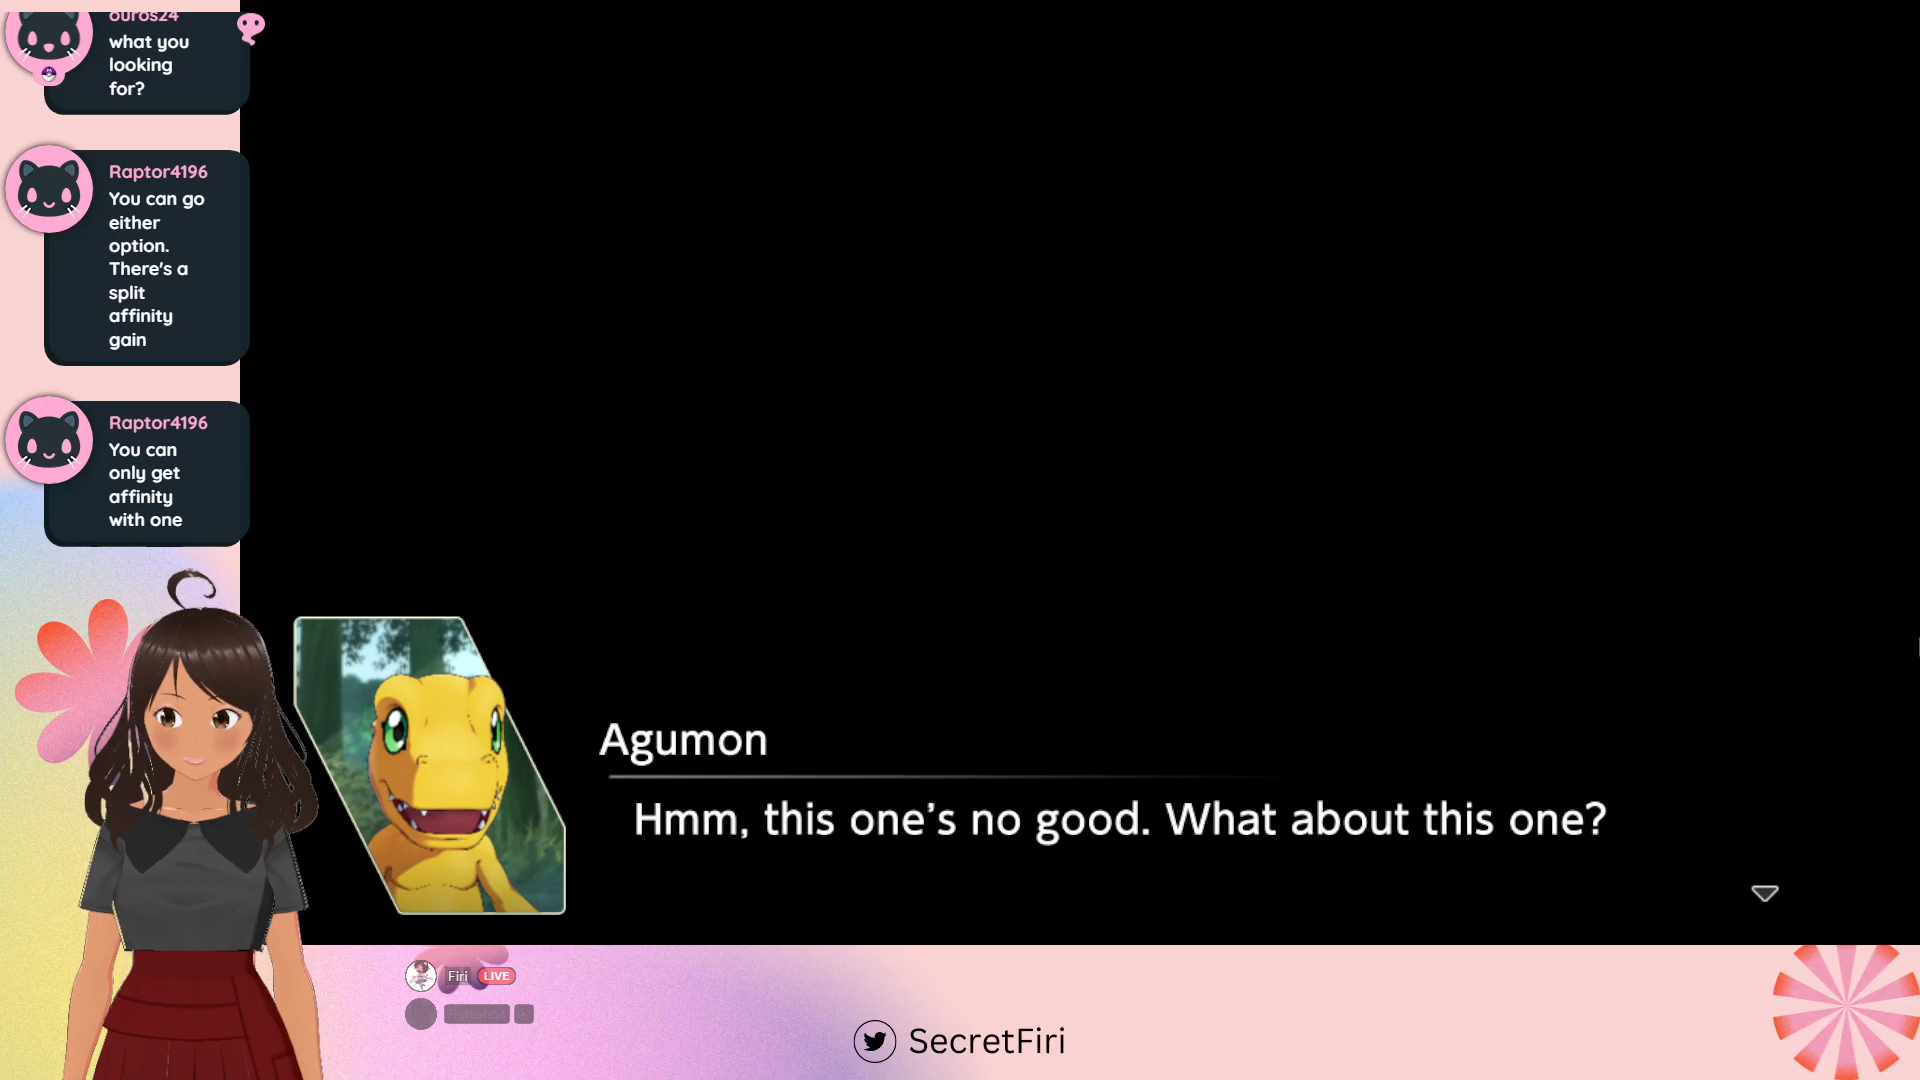 ouros24
what you
looking
for?
Raptor4196
You can go
either
option.
There's a
split
affinity
gain
Raptor4196
You can
only get
affinity
with one
Agumon
Hmm, this one's no good. What about this one?
Firi LIVE
SecretFiri